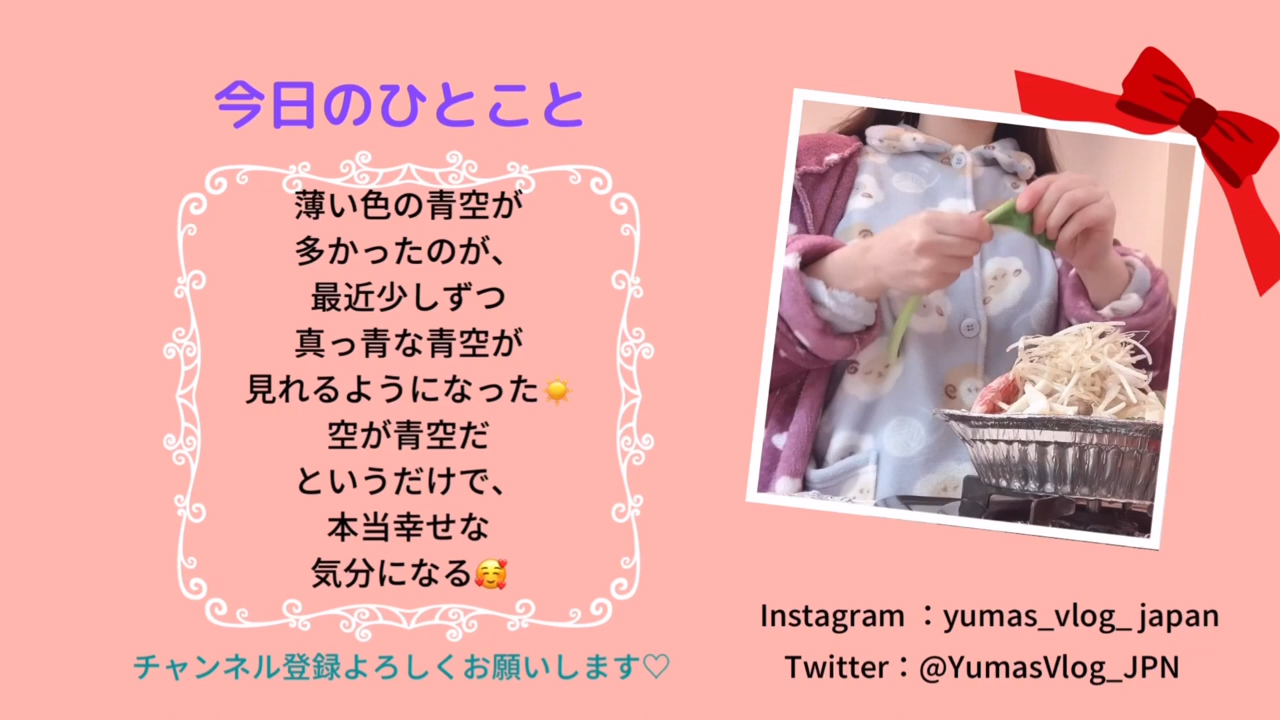 今日のひとこと
薄い色の青空が
多かったのが、
最近少しずつ
真っ青な青空が
見れるようになった☀️
空が青空だ
というだけで、
本当幸せな
気分になる🥰
チャンネル登録よろしくお願いします♡
Instagram ：yumas_vlog_japan
Twitter：@YumasVlog_JPN